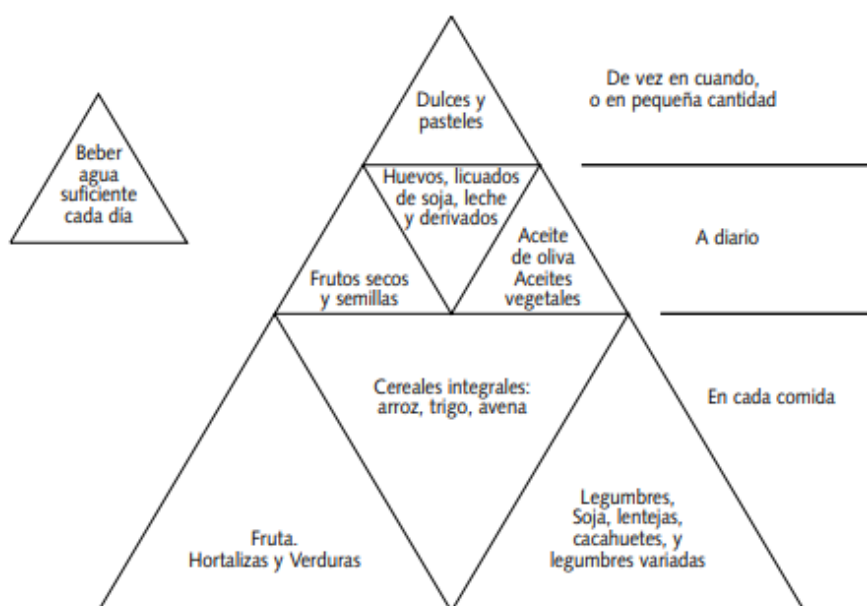 Beber
agua
suficiente
cada día
Dulces y
pasteles
De vez en cuando,
o en pequeña cantidad
Huevos, licuados
de soja, leche
y derivados
Frutos secos
y semillas
Aceite
de oliva
Aceites
vegetales
A diario
Cereales integrales:
arroz, trigo, avena
En cada comida
Fruta.
Hortalizas y Verduras
Legumbres,
Soja, lentejas,
cacahuetes, y
legumbres variadas